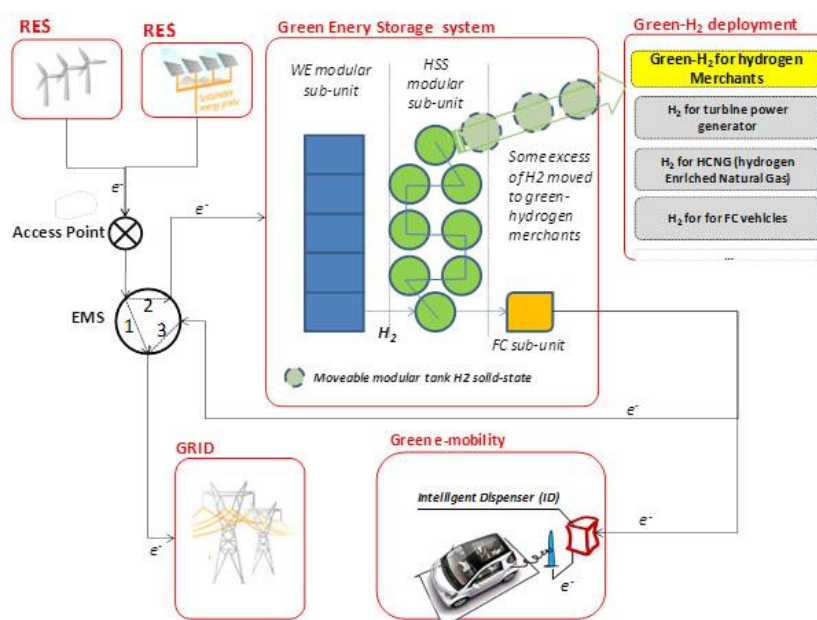 RES
RES
Sustainable
energy grids
Green Enery Storage system
Green-H2 deployment
WE modular
sub-unit
HSS
modular
sub-unit
Green-H2 for hydrogen
Merchants
H2 for turbine power
generator
H2 for HCNG (hydrogen
Enriched Natural Gas)
H2 for for FC vehicles
...
Some excess
of H2 moved
to green-
hydrogen
merchants
e-
e-
Access Point
EMS
1
2
3
H2
FC sub-unit
Moveable modular tank H2 solid-state
e-
GRID
e-
Green e-mobility
Intelligent Dispenser (ID)
e-
e-